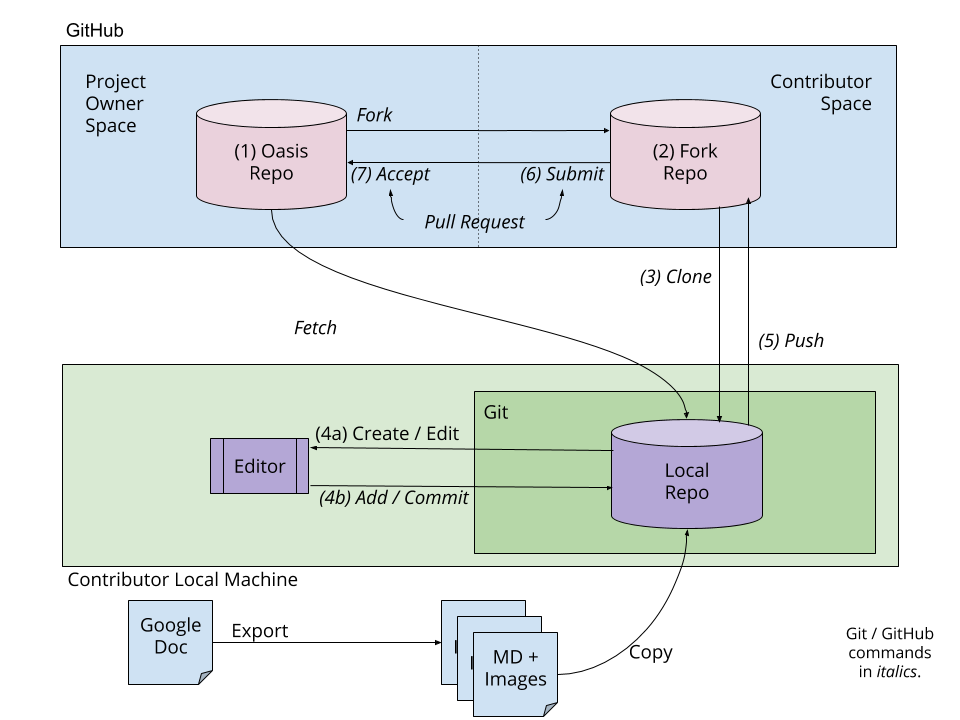 GitHub
Project
Owner
Space
Contributor
Space
(1) Oasis
Repo
Fork
(2) Fork
Repo
(7) Accept
(6) Submit
Pull Request
(3) Clone
Fetch
(5) Push
Git
(4a) Create / Edit
Editor
(4b) Add / Commit
Local
Repo
Contributor Local Machine
Google
Doc
Export
MD +
Images
Copy
Git / GitHub
commands
in italics.